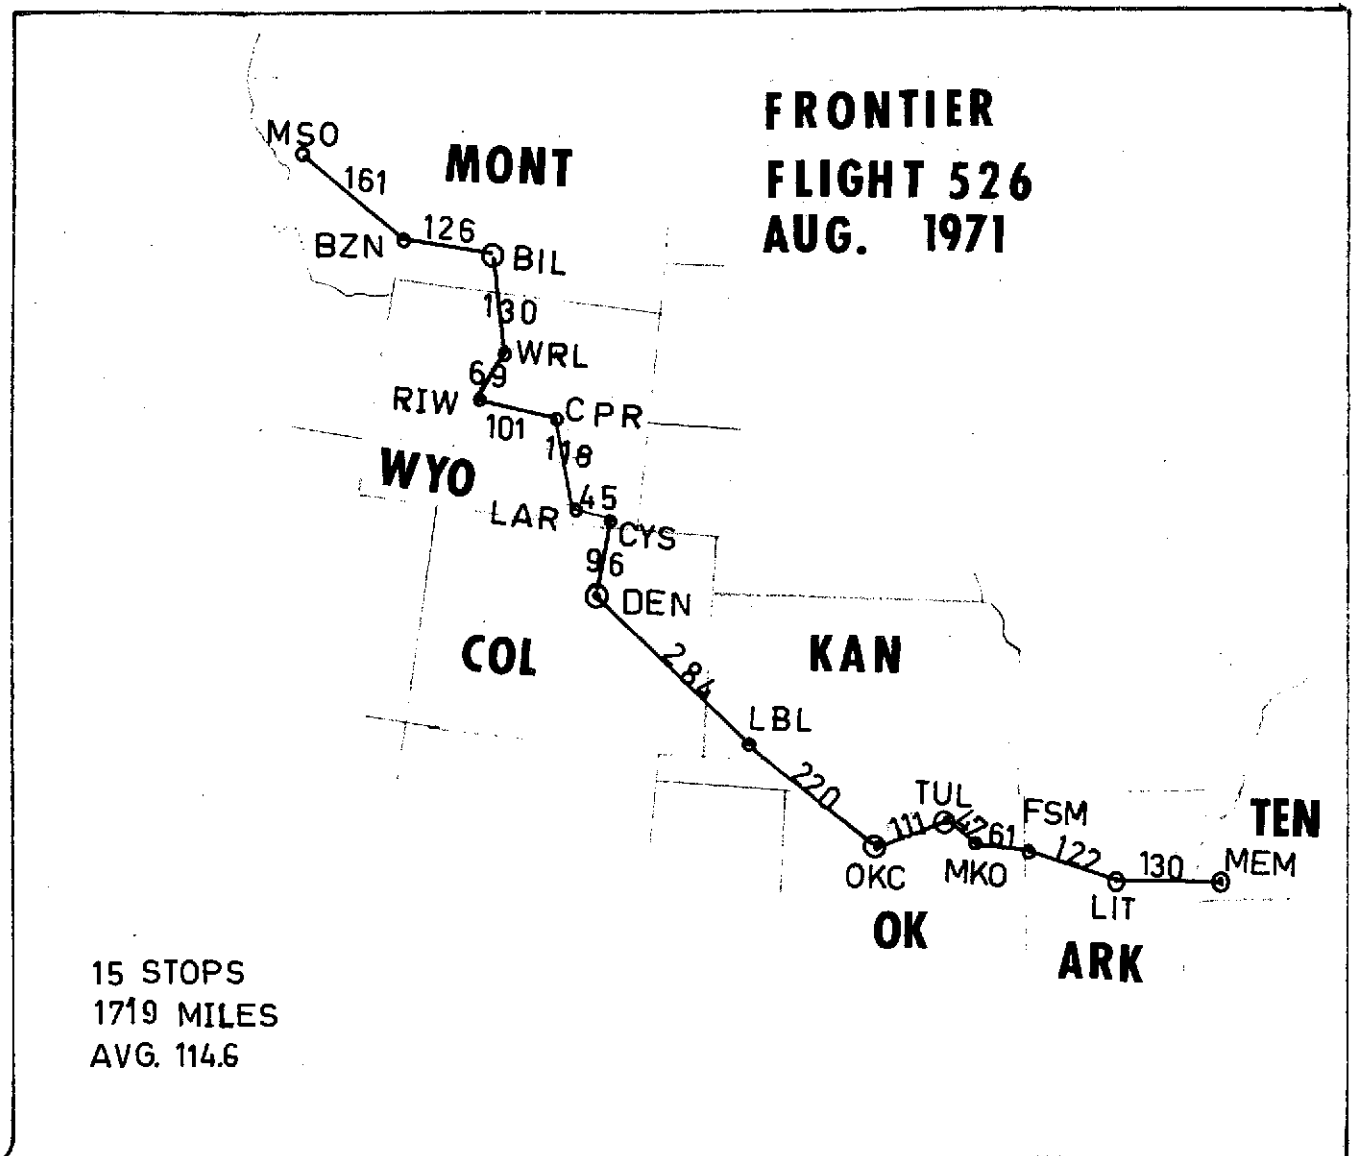 FRONTIER
FLIGHT 526
AUG. 1971
MSO
161
MONT
126
BZN
BIL
130
WRL
69
RIW
CPR
101
118
WYO
45
LAR
CYS
96
DEN
COL
KAN
284
LBL
220
TUL
111
47
61
FSM
TEN
122
130
MEM
OKC
MKO
LIT
OK
ARK
15 STOPS
1719 MILES
AVG. 114.6